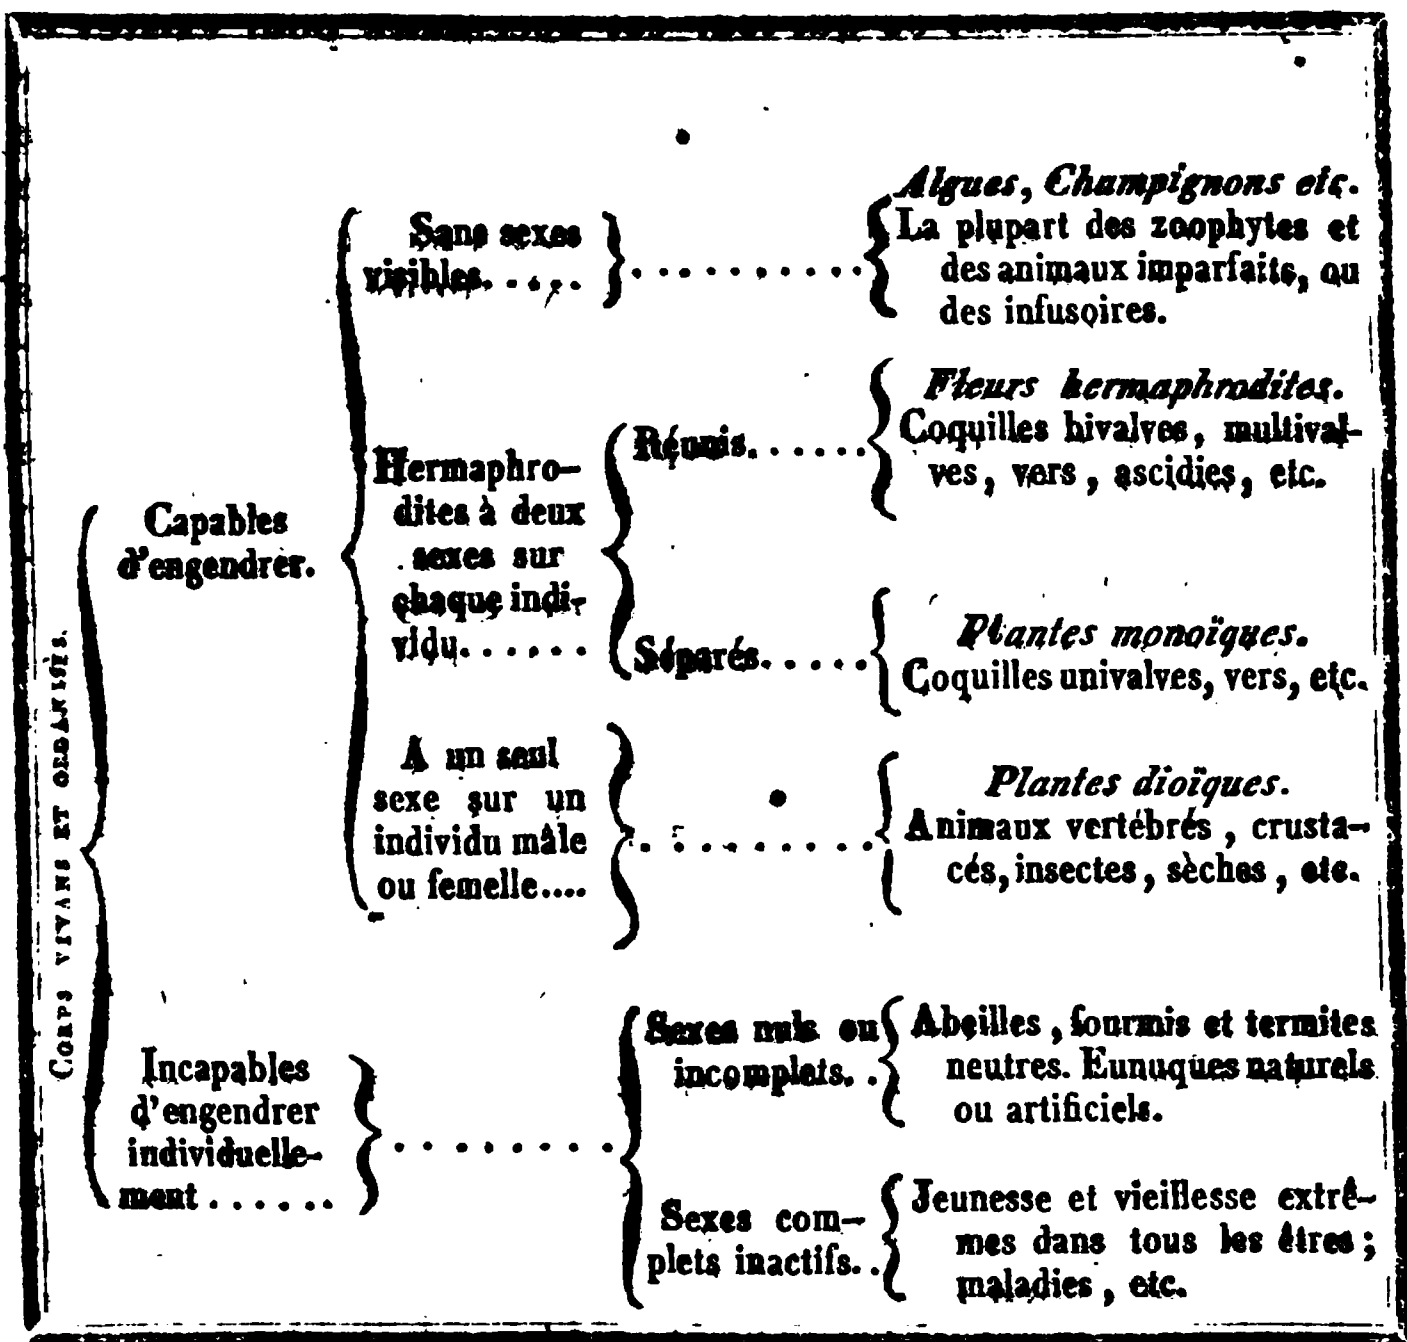 CORPS VIVANS ET ORGANISÉS.
Capables
d'engendrer.
Sans sexes
visibles.....
Algues, Champignons etc.
La plupart des zoophytes et
des animaux imparfaits, ou
des infusoires.
Hermaphro-
dites à deux
sexes sur
chaque indi-
vidu......
Réunis......
Fleurs hermaphrodites.
Coquilles bivalves, multival-
ves, vers, ascidies, etc.
Séparés.....
Plantes monoïques.
Coquilles univalves, vers, etc.
A un seul
sexe sur un
individu mâle
ou femelle....
Plantes dioïques.
Animaux vertébrés, crusta-
cés, insectes, sèches, etc.
Incapables
d'engendrer
individuelle-
ment......
Sexes nuls ou
incomplets..
Abeilles, fourmis et termites
neutres. Eunuques naturels
ou artificiels.
Sexes com-
plets inactifs..
Jeunesse et vieillesse extrê-
mes dans tous les êtres;
maladies, etc.